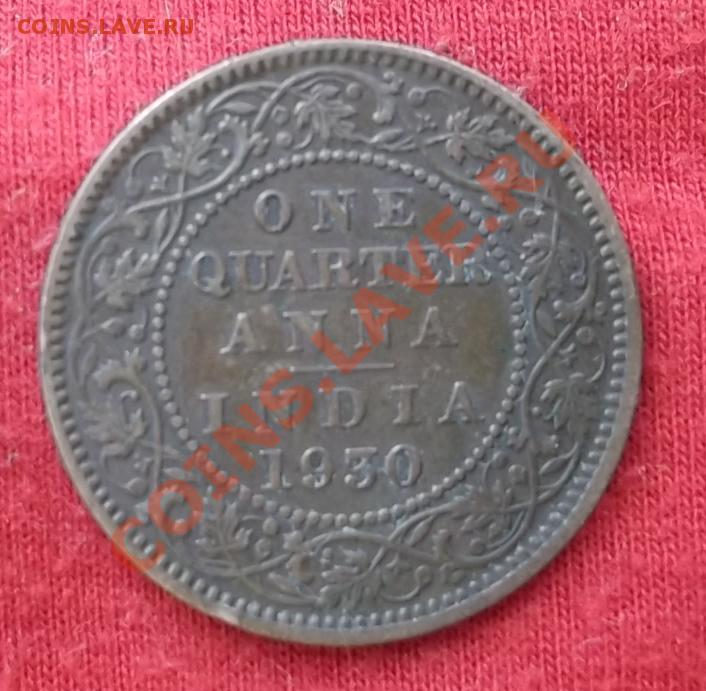 COINS.LAVE.RU
ONE
QUARTER
ANNA
INDIA
1930
COINS.LAVE.RU